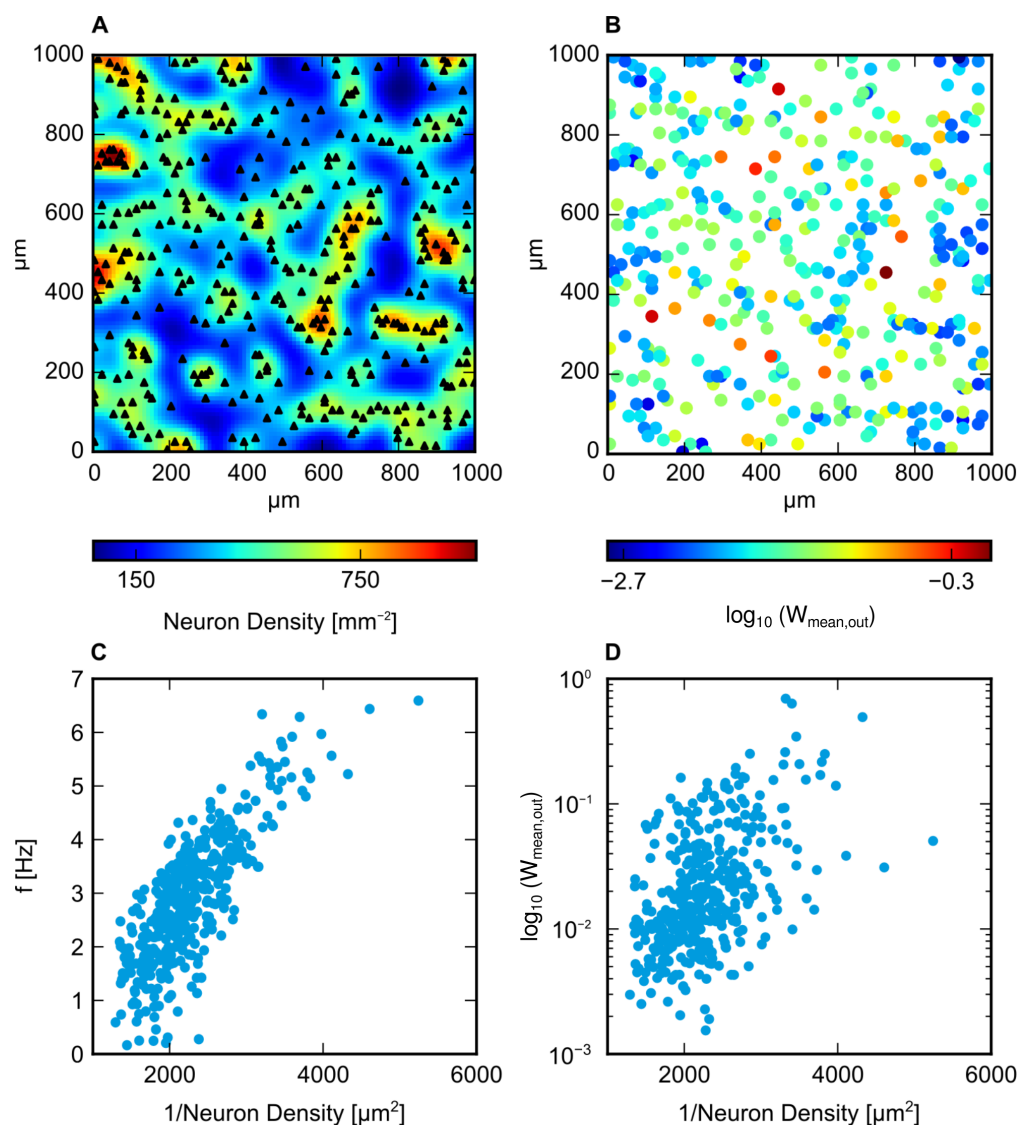 A
B
1000
800
600
400
200
0
µm
0 200 400 600 800 1000
µm
1000
800
600
400
200
0
µm
0 200 400 600 800 1000
µm
150 750
Neuron Density [mm⁻²]
−2.7 −0.3
log₁₀ (W_mean,out)
C
D
7
6
5
4
3
2
1
0
f [Hz]
2000 4000 6000
1/Neuron Density [µm²]
10⁰
10⁻¹
10⁻²
10⁻³
log₁₀ (W_mean,out)
2000 4000 6000
1/Neuron Density [µm²]